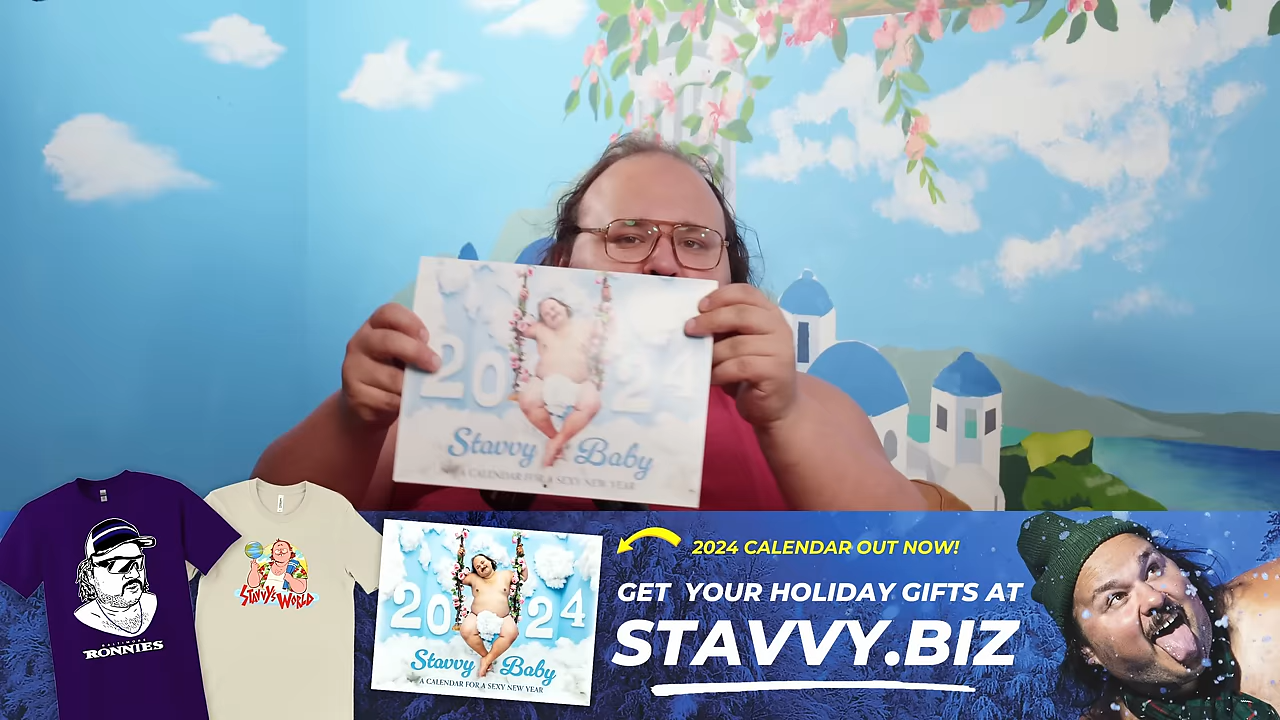 2024
Stavvy Baby
A CALENDAR FOR A SEXY NEW YEAR
RONNIES
STAVVY'S WORLD
2024
Stavvy Baby
A CALENDAR FOR A SEXY NEW YEAR
2024 CALENDAR OUT NOW!
GET YOUR HOLIDAY GIFTS AT
STAVVY.BIZ